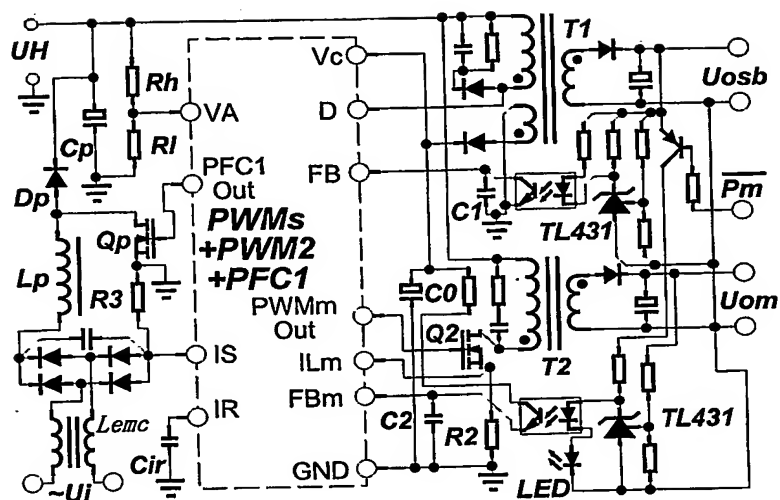 T1
UH
Vc
Uosb
Rh
VA
D
Cp
Rl
PFC1
Out
FB
Dp
C1
Pm
PWMs
+PWM2
+PFC1
Qp
TL431
Lp
R3
C0
Uom
PWMm
Out
Q2
T2
IS
ILm
IR
FBm
TL431
Lemc
C2
R2
Cir
GND
LED
~Ui